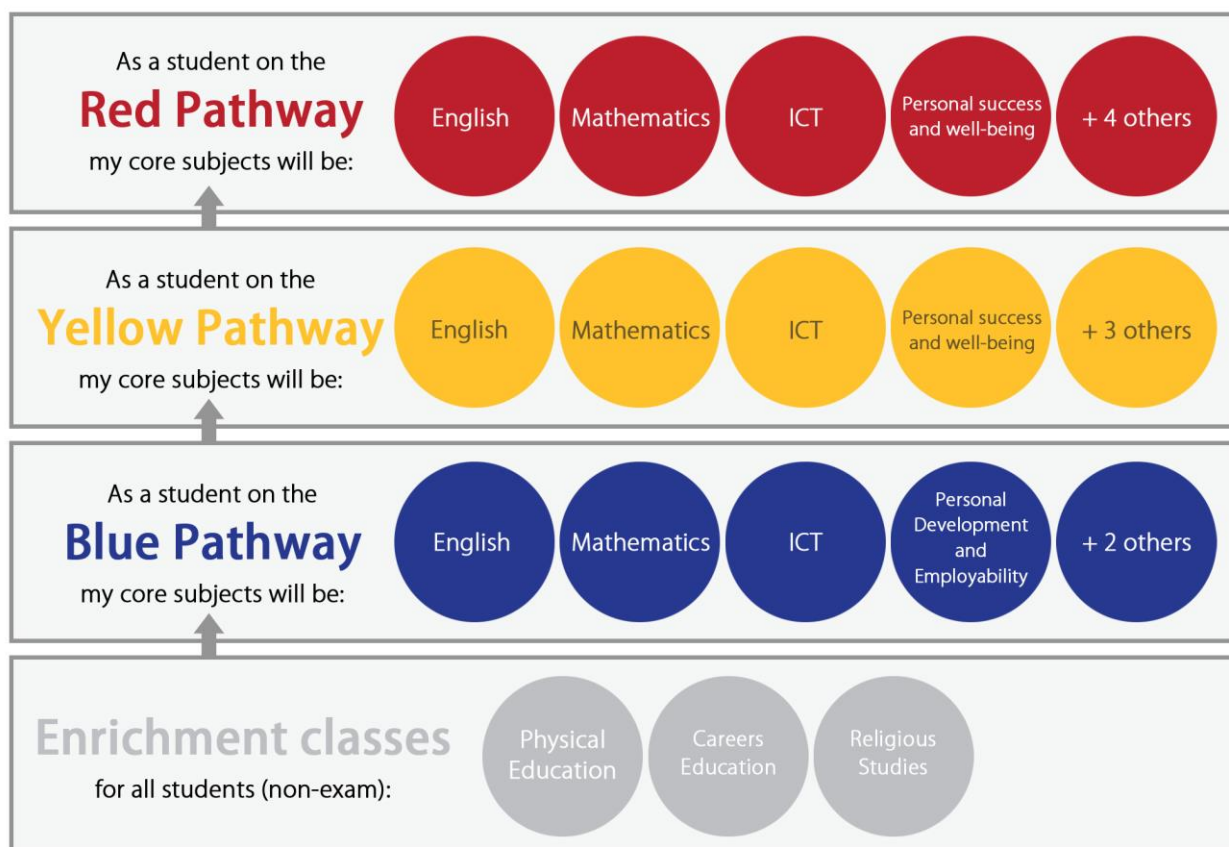 As a student on the
Red Pathway
my core subjects will be:
English
Mathematics
ICT
Personal success
and well-being
+ 4 others
As a student on the
Yellow Pathway
my core subjects will be:
English
Mathematics
ICT
Personal success
and well-being
+ 3 others
As a student on the
Blue Pathway
my core subjects will be:
English
Mathematics
ICT
Personal
Development
and
Employability
+ 2 others
Enrichment classes
for all students (non-exam):
Physical
Education
Careers
Education
Religious
Studies